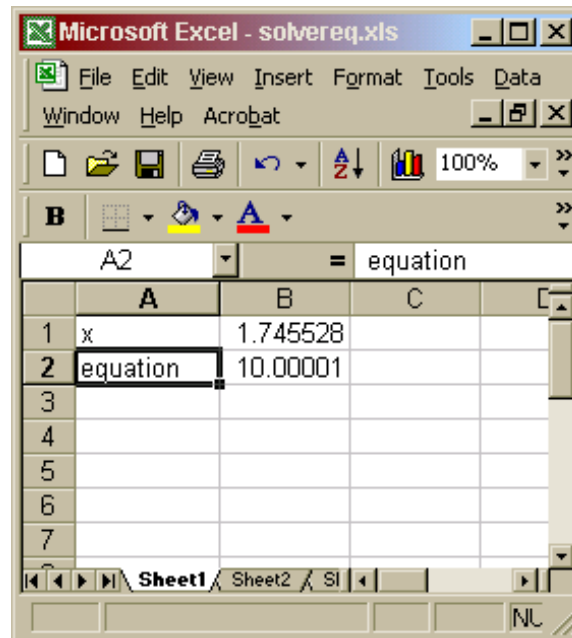 Microsoft Excel - solvereq.xls
File Edit View Insert Format Tools Data
Window Help Acrobat
100%
B A
A2 = equation
A B C
1 x 1.745528
2 equation 10.00001
3
4
5
6
7
Sheet1 Sheet2